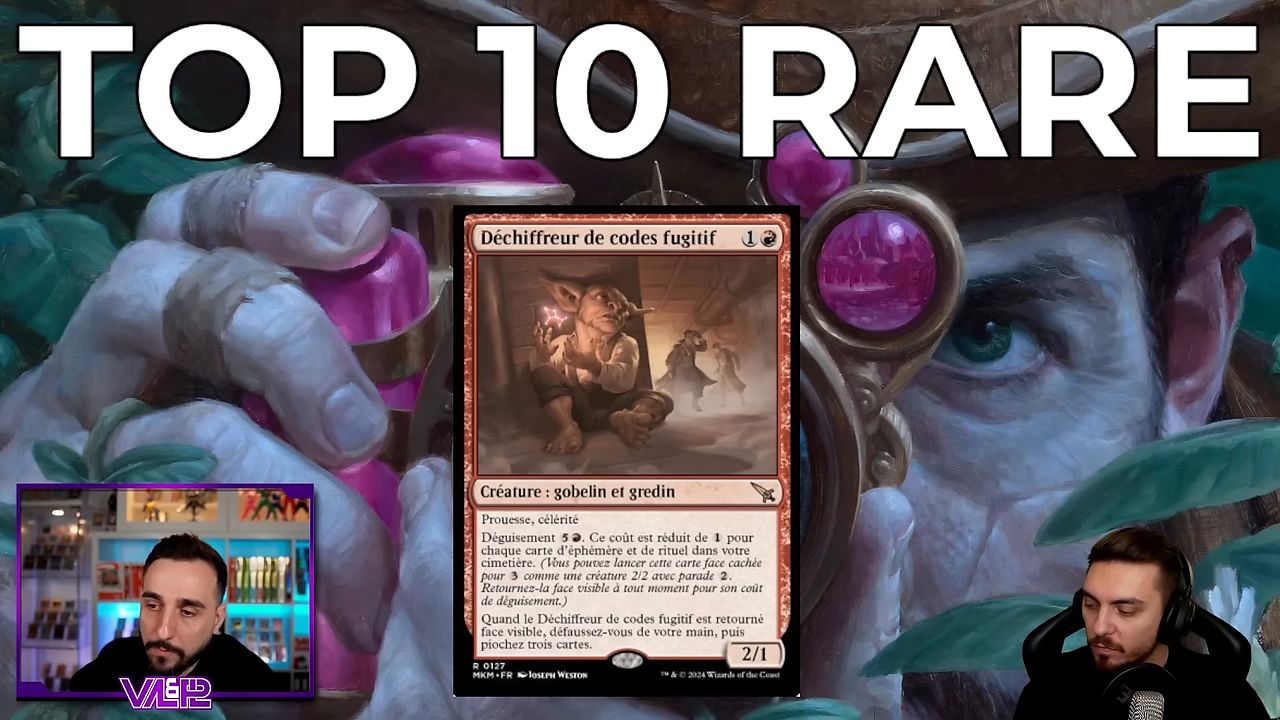 TOP 10 RARE
Déchiffreur de codes fugitif 1
Créature : gobelin et gredin
Prouesse, célérité
Déguisement 5. Ce coût est réduit de 1 pour
chaque carte d'éphémère et de rituel dans votre
cimetière. (Vous pouvez lancer cette carte face cachée
pour 3 comme une créature 2/2 avec parade 2.
Retournez-la face visible à tout moment pour son coût
de déguisement.)
Quand le Déchiffreur de codes fugitif est retourné
face visible, défaussez-vous de votre main, puis
piochez trois cartes.
2/1
R 0127
MKM • FR Joseph Weston
™ & © 2024 Wizards of the Coast